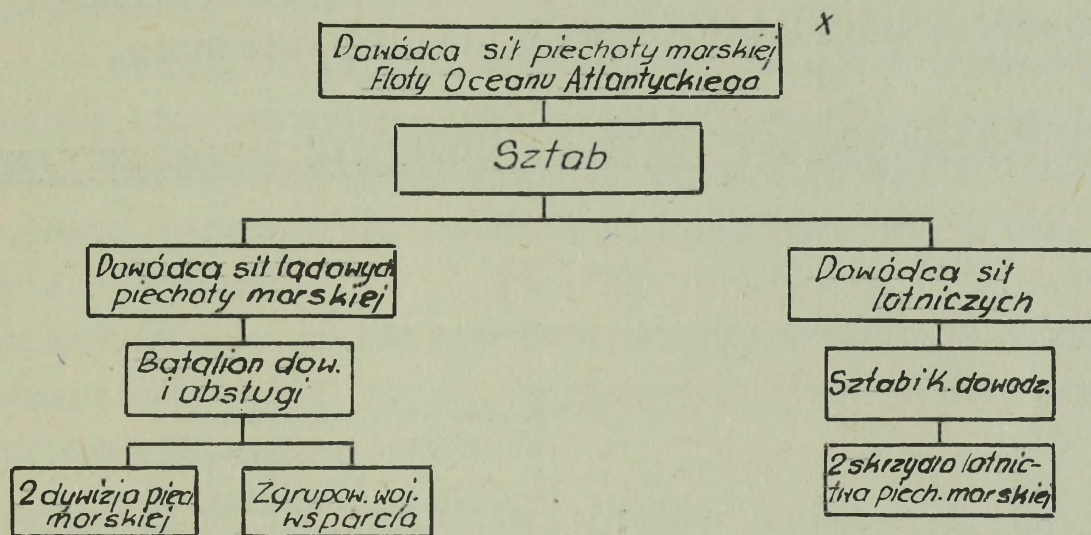 x
Dowódca sił piechoty morskiej
Floty Oceanu Atlantyckiego
Sztab
Dowódca sił lądowych
piechoty morskiej
Dowódca sił
lotniczych
Batalion dow.
i obsługi
Sztab i K. dowodz.
2 dywizja piech.
morskiej
Zgrupow. woj.
wsparcia
2 skrzydło lotnic-
twa piech. morskiej